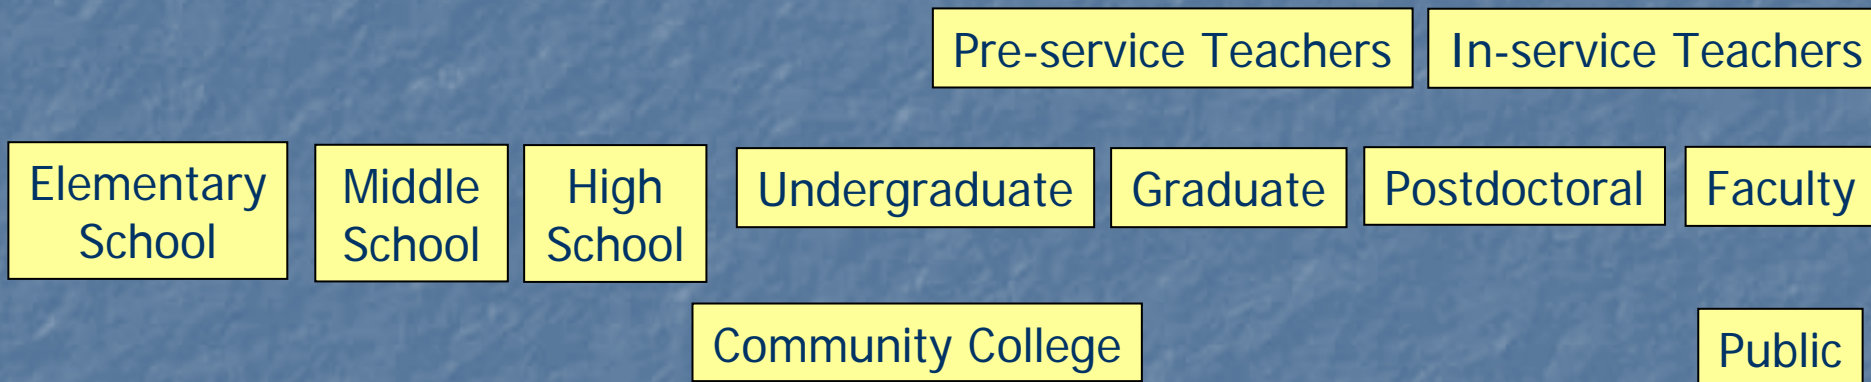 Pre-service Teachers
In-service Teachers
Elementary
School
Middle
School
High
School
Undergraduate
Graduate
Postdoctoral
Faculty
Community College
Public